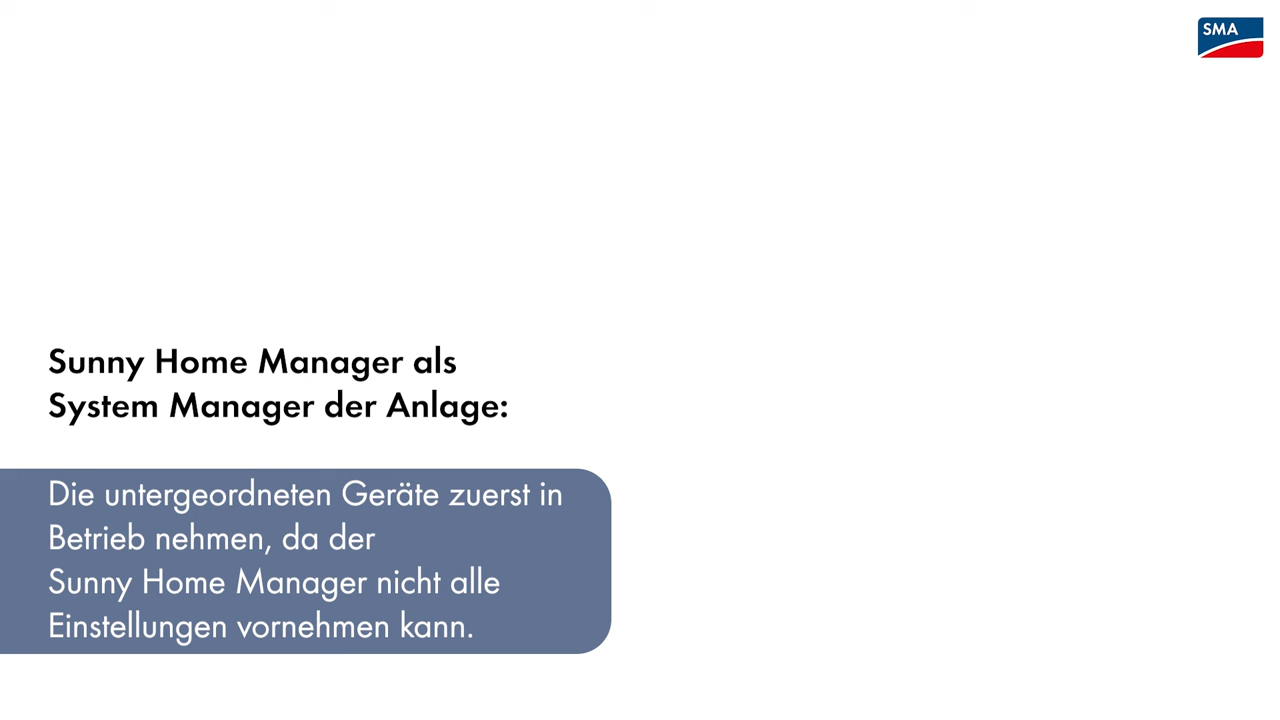 SMA
Sunny Home Manager als
System Manager der Anlage:
Die untergeordneten Geräte zuerst in
Betrieb nehmen, da der
Sunny Home Manager nicht alle
Einstellungen vornehmen kann.